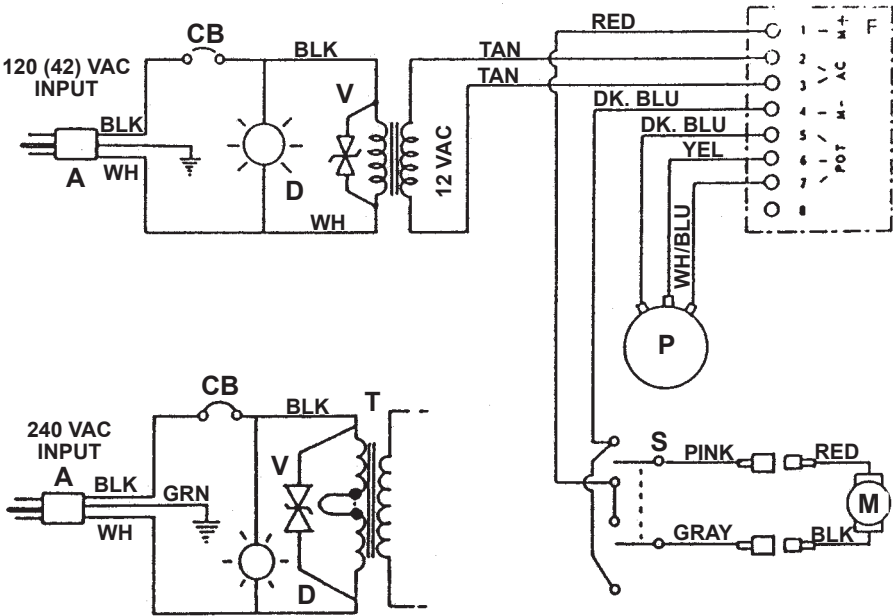 CB
BLK
120 (42) VAC
INPUT
BLK
A
WH
D
V
WH
12 VAC
TAN
TAN
RED
DK. BLU
DK. BLU
YEL
WH/BLU
P
F
1 - M+
2
3
AC
4 - M-
5
6 -
7
POT
8
CB
BLK
T
240 VAC
INPUT
A
BLK
GRN
WH
V
D
S
PINK
RED
M
GRAY
BLK